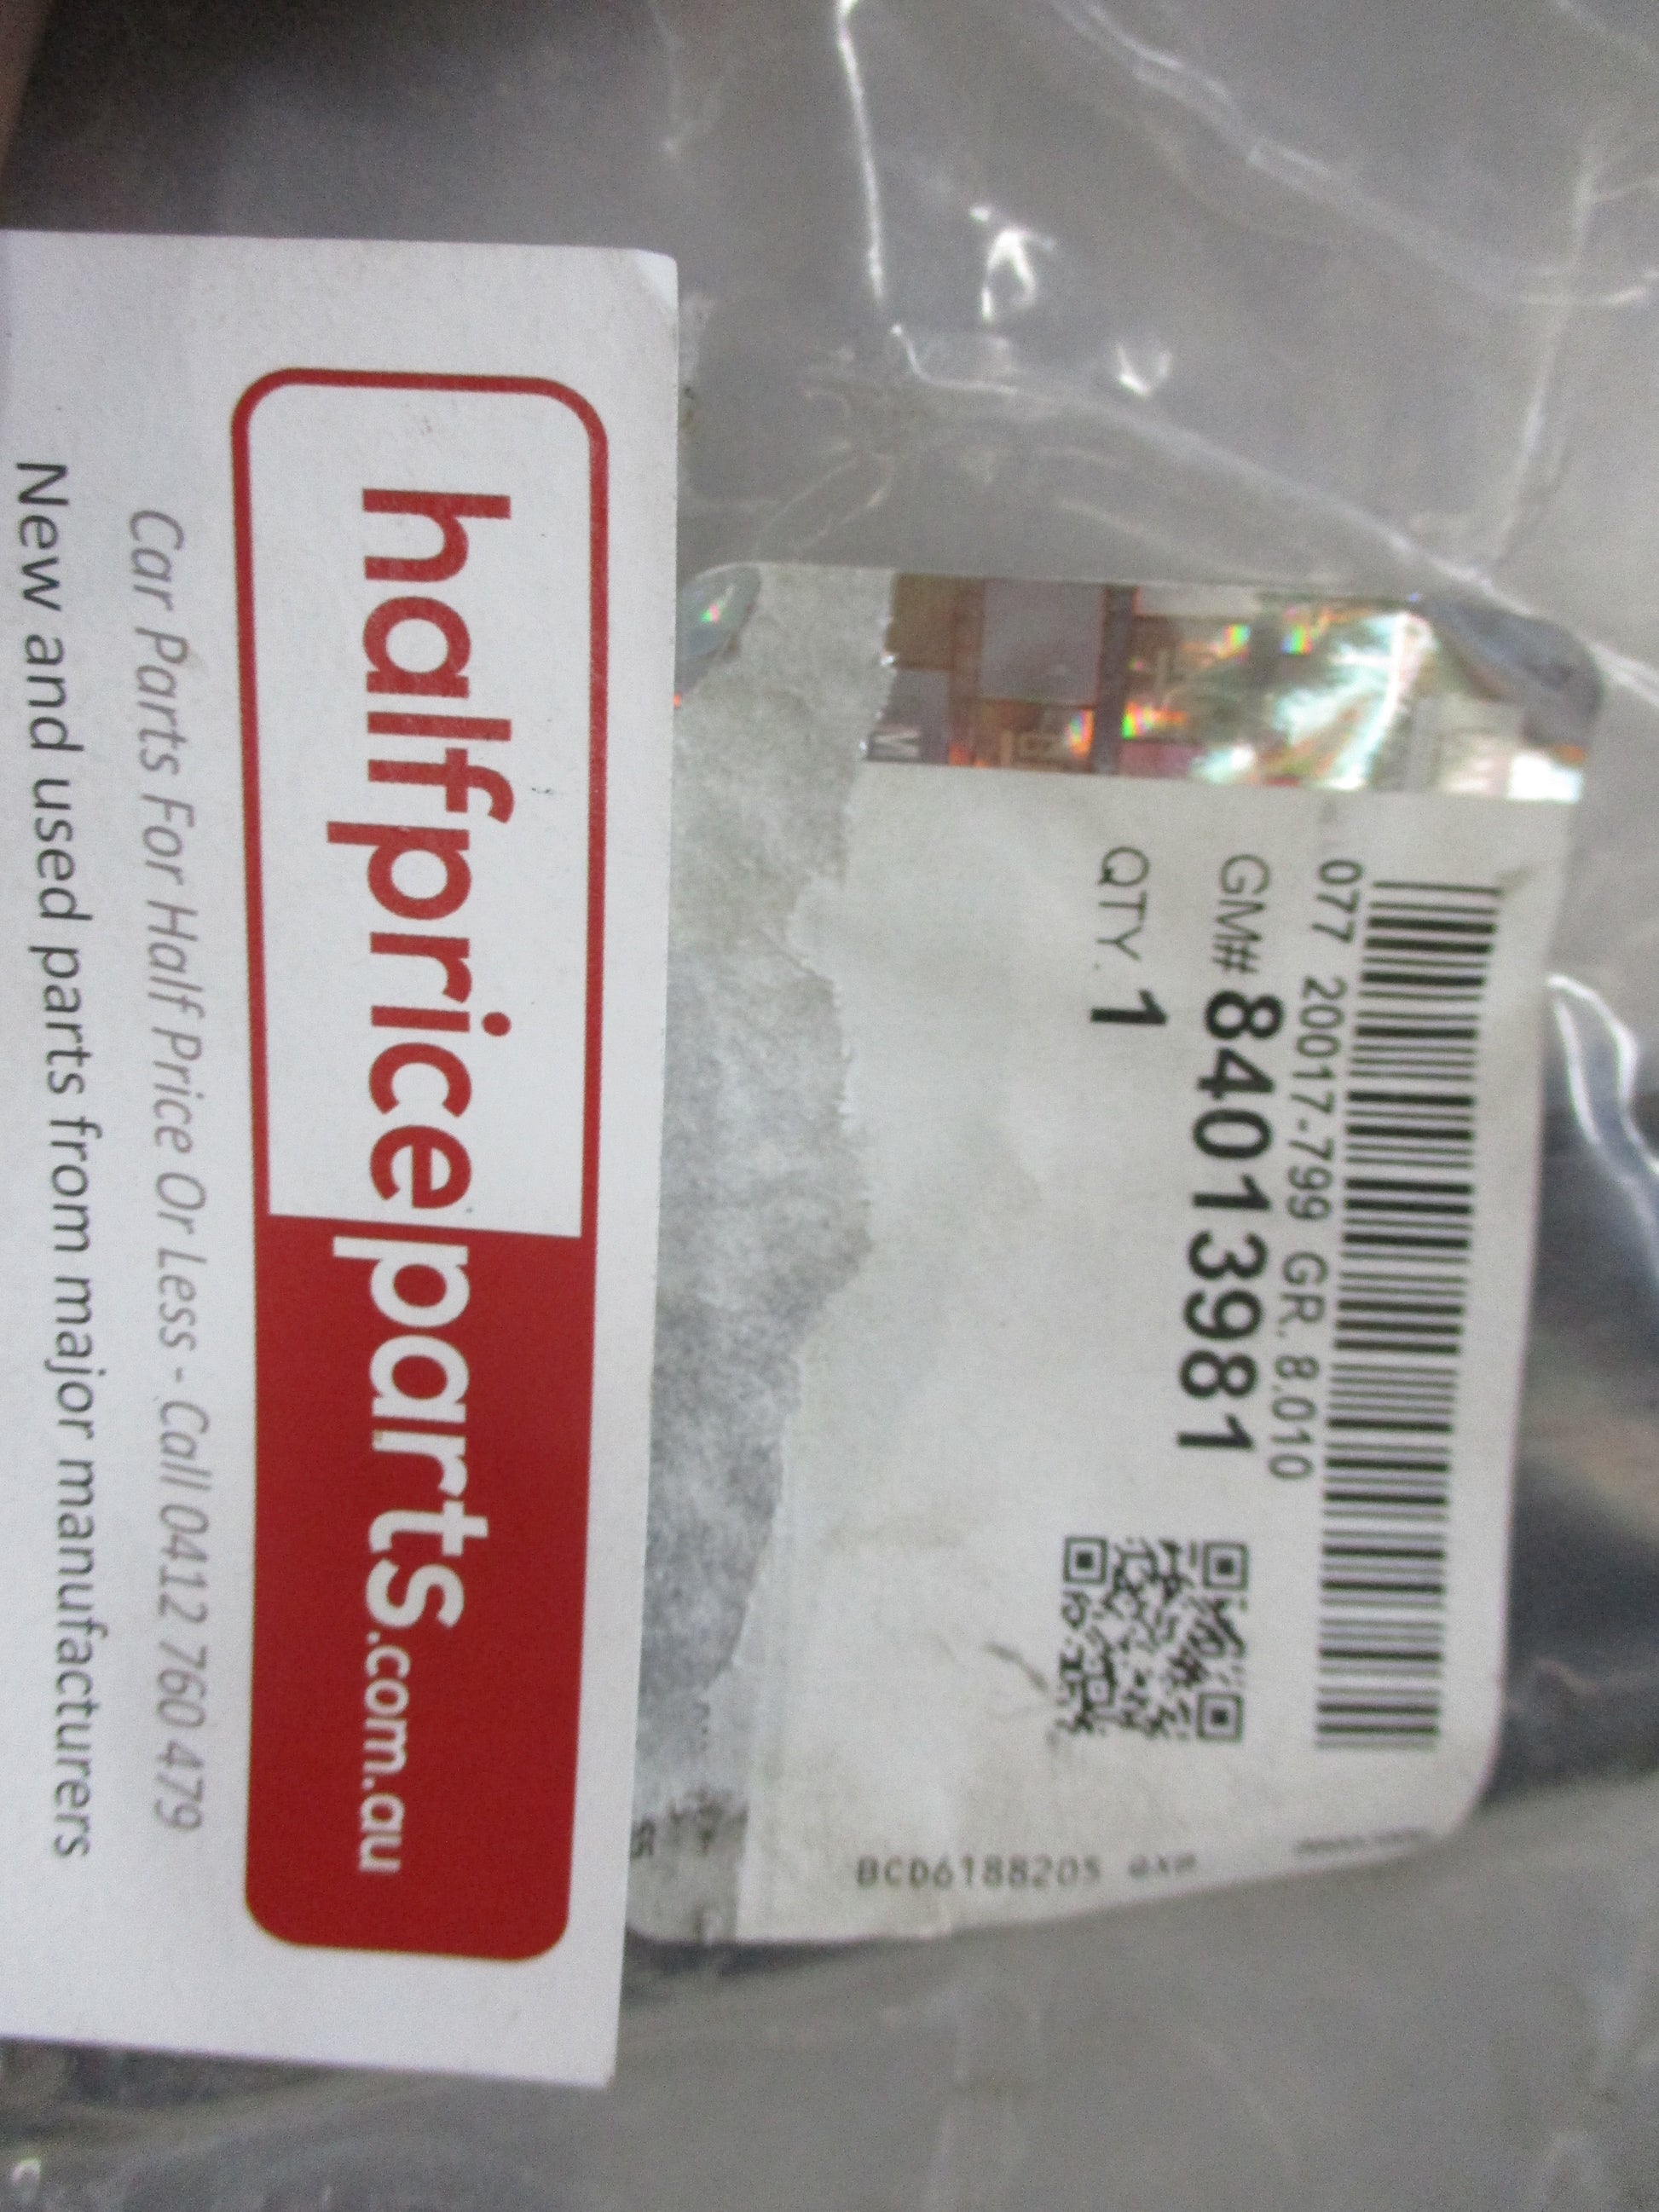 077 20017-799 GR. 8.010
GM# 84013981
QTY. 1
BCD6188205
halfpriceparts.com.au
Car Parts For Half Price Or Less - Call 0412 760 479
New and used parts from major manufacturers